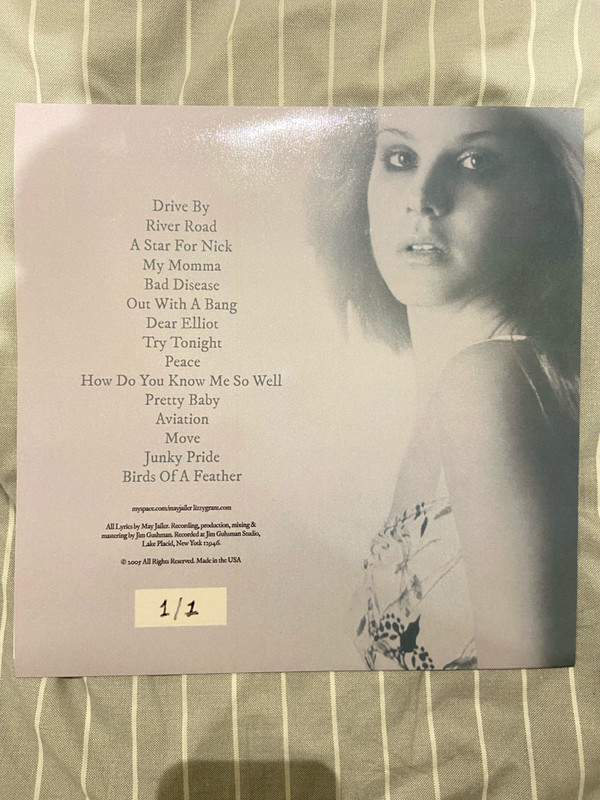 Drive By
River Road
A Star For Nick
My Momma
Bad Disease
Out With A Bang
Dear Elliot
Try Tonight
Peace
How Do You Know Me So Well
Pretty Baby
Aviation
Move
Junky Pride
Birds Of A Feather
myspace.com/mayjailer lizzygrant.com
All Lyrics by May Jailer. Recording, production, mixing &
mastering by Jim Gushman. Recorded at Jim Guhsman Studio,
Lake Placid, New York 12946.
© 2005 All Rights Reserved. Made in the USA
1/1